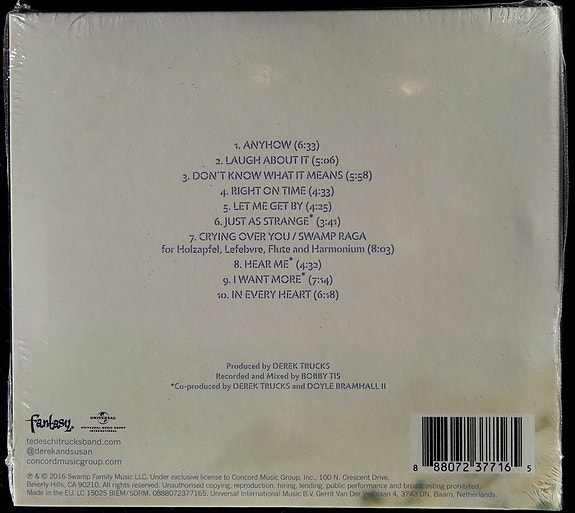 1. ANYHOW (6:33)
2. LAUGH ABOUT IT (5:06)
3. DON'T KNOW WHAT IT MEANS (5:58)
4. RIGHT ON TIME (4:33)
5. LET ME GET BY (4:25)
6. JUST AS STRANGE* (3:41)
7. CRYING OVER YOU / SWAMP RAGA
for Holzapfel, Lefebvre, Flute and Harmonium (8:03)
8. HEAR ME* (4:32)
9. I WANT MORE* (7:14)
10. IN EVERY HEART (6:18)
Produced by DEREK TRUCKS
Recorded and Mixed by BOBBY TIS
*Co-produced by DEREK TRUCKS and DOYLE BRAMHALL II
fantasy
UNIVERSAL
UNIVERSAL MUSIC GROUP
INTERNATIONAL
tedeschitrucksband.com
@derekandsusan
concordmusicgroup.com
8 88072 37716 5
℗ & © 2016 Swamp Family Music LLC. Under exclusive license to Concord Music Group, Inc., 100 N. Crescent Drive,
Beverly Hills, CA 90210. All rights reserved. Unauthorised copying, reproduction, hiring, lending, public performance and broadcasting prohibited.
Made in the EU. LC 15025 BIEM/SDRM. 0888072377165. Universal International Music B.V. Gerrit Van Der Veenlaan 4, 3743 DN, Baarn, Netherlands.